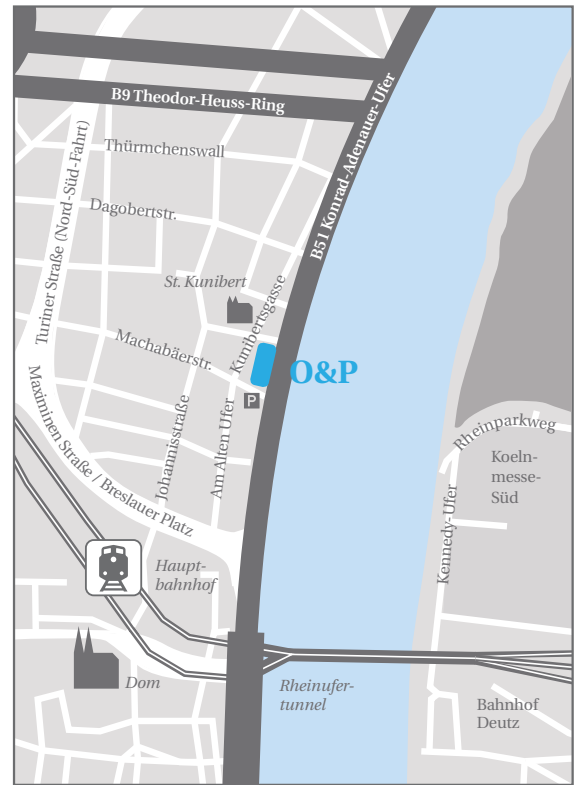 B9 Theodor-Heuss-Ring
B51 Konrad-Adenauer-Ufer
Thürmchenswall
Turiner Straße (Nord-Süd-Fahrt)
Dagobertstr.
St. Kunibert
Kunibertsgasse
Machabäerstr.
O&P
P
Maximinen Straße / Breslauer Platz
Johannisstraße
Am Alten Ufer
Rheinparkweg
Koeln-
messe-
Süd
Kennedy-Ufer
Haupt-
bahnhof
Dom
Rheinufer-
tunnel
Bahnhof
Deutz